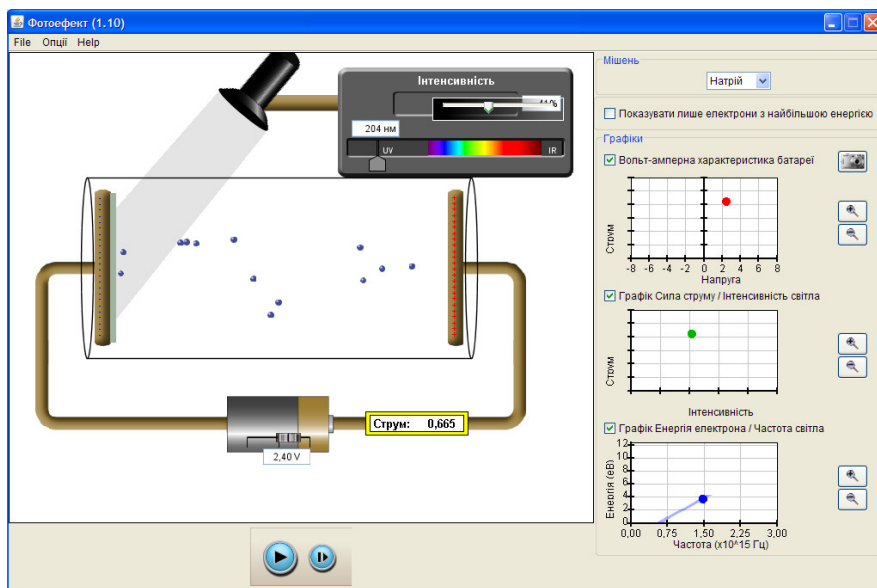 Фотоефект (1.10)
File Опції Help
Інтенсивність
204 нм
UV
IR
Струм: 0,665
2,40 V
Мішень
Натрій
Показувати лише електрони з найбільшою енергією
Графіки
Вольт-амперна характеристика батареї
Струм
-8 -6 -4 -2 0 2 4 6 8
Напруга
Графік Сила струму / Інтенсивність світла
Струм
Інтенсивність
Графік Енергія електрона / Частота світла
Енергія (еВ)
12
10
8
6
4
2
0
0,00 0,75 1,50 2,25 3,00
Частота (x10^15 Гц)